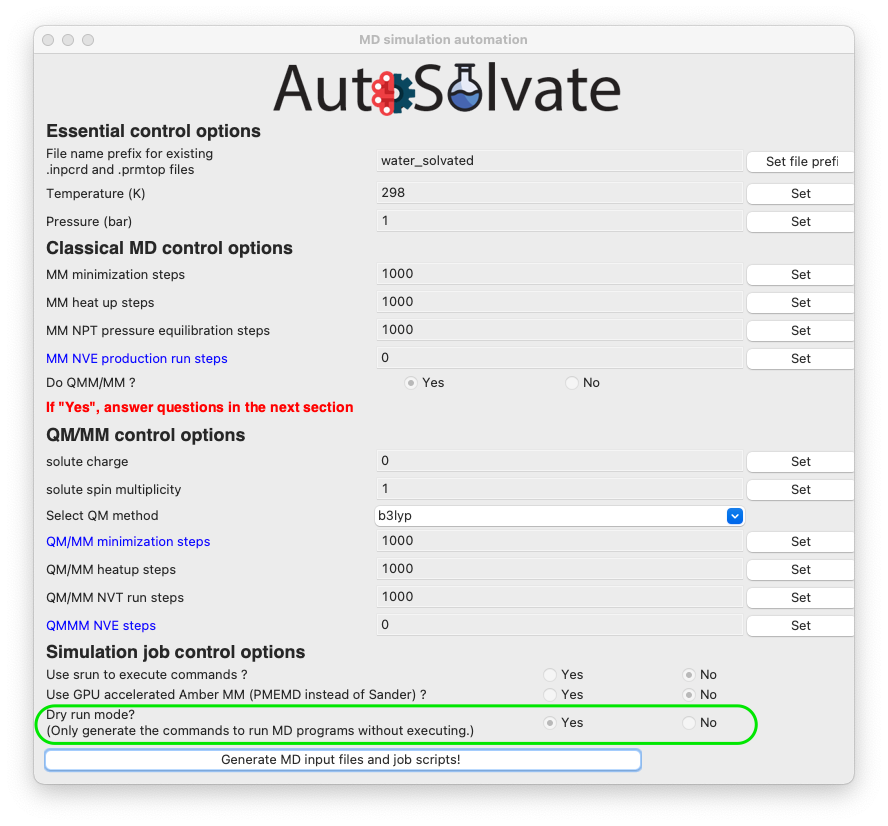 MD simulation automation
AutoSolvate
Essential control options
File name prefix for existing
.inpcrd and .prmtop files
water_solvated
Set file prefi
Temperature (K)
298
Set
Pressure (bar)
1
Set
Classical MD control options
MM minimization steps
1000
Set
MM heat up steps
1000
Set
MM NPT pressure equilibration steps
1000
Set
MM NVE production run steps
0
Set
Do QMM/MM ?
Yes
No
If "Yes", answer questions in the next section
QM/MM control options
solute charge
0
Set
solute spin multiplicity
1
Set
Select QM method
b3lyp
QM/MM minimization steps
1000
Set
QM/MM heatup steps
1000
Set
QM/MM NVT run steps
1000
Set
QMMM NVE steps
0
Set
Simulation job control options
Use srun to execute commands ?
Yes
No
Use GPU accelerated Amber MM (PMEMD instead of Sander) ?
Yes
No
Dry run mode?
(Only generate the commands to run MD programs without executing.)
Yes
No
Generate MD input files and job scripts!